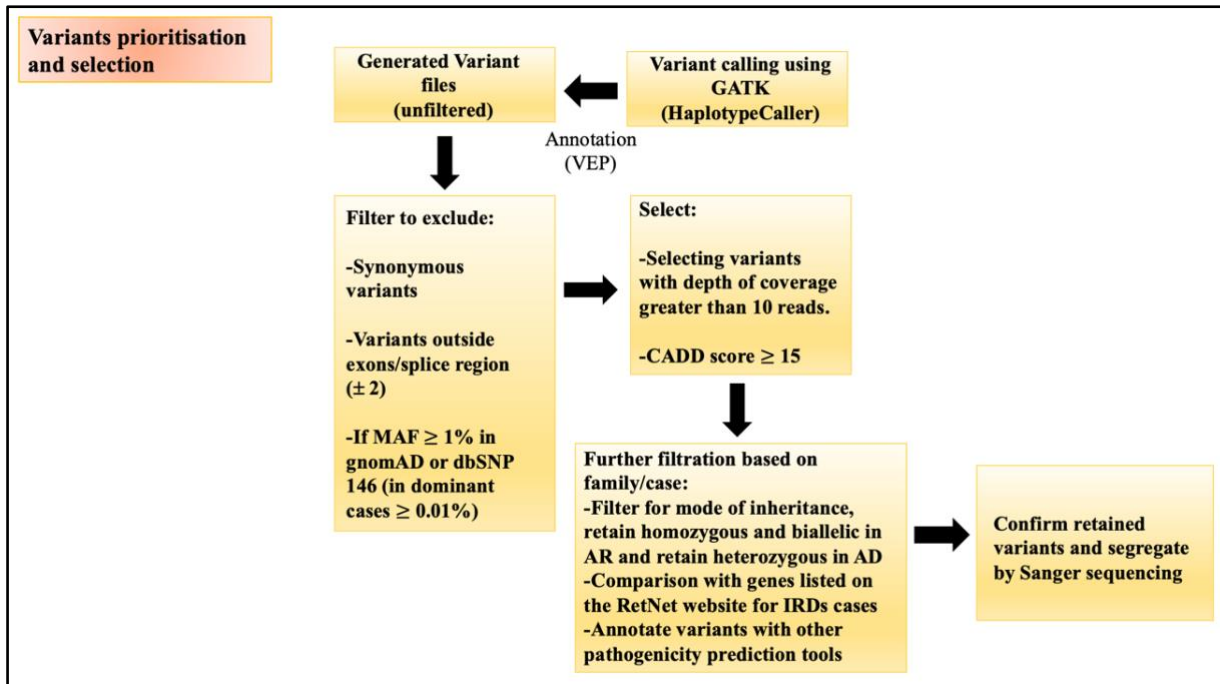 Variants prioritisation
and selection
Generated Variant
files
(unfiltered)
Variant calling using
GATK
(HaplotypeCaller)
Annotation
(VEP)
Filter to exclude:
-Synonymous
variants
-Variants outside
exons/splice region
(± 2)
-If MAF ≥ 1% in
gnomAD or dbSNP
146 (in dominant
cases ≥ 0.01%)
Select:
-Selecting variants
with depth of coverage
greater than 10 reads.
-CADD score ≥ 15
Further filtration based on
family/case:
-Filter for mode of inheritance,
retain homozygous and biallelic in
AR and retain heterozygous in AD
-Comparison with genes listed on
the RetNet website for IRDs cases
-Annotate variants with other
pathogenicity prediction tools
Confirm retained
variants and segregate
by Sanger sequencing